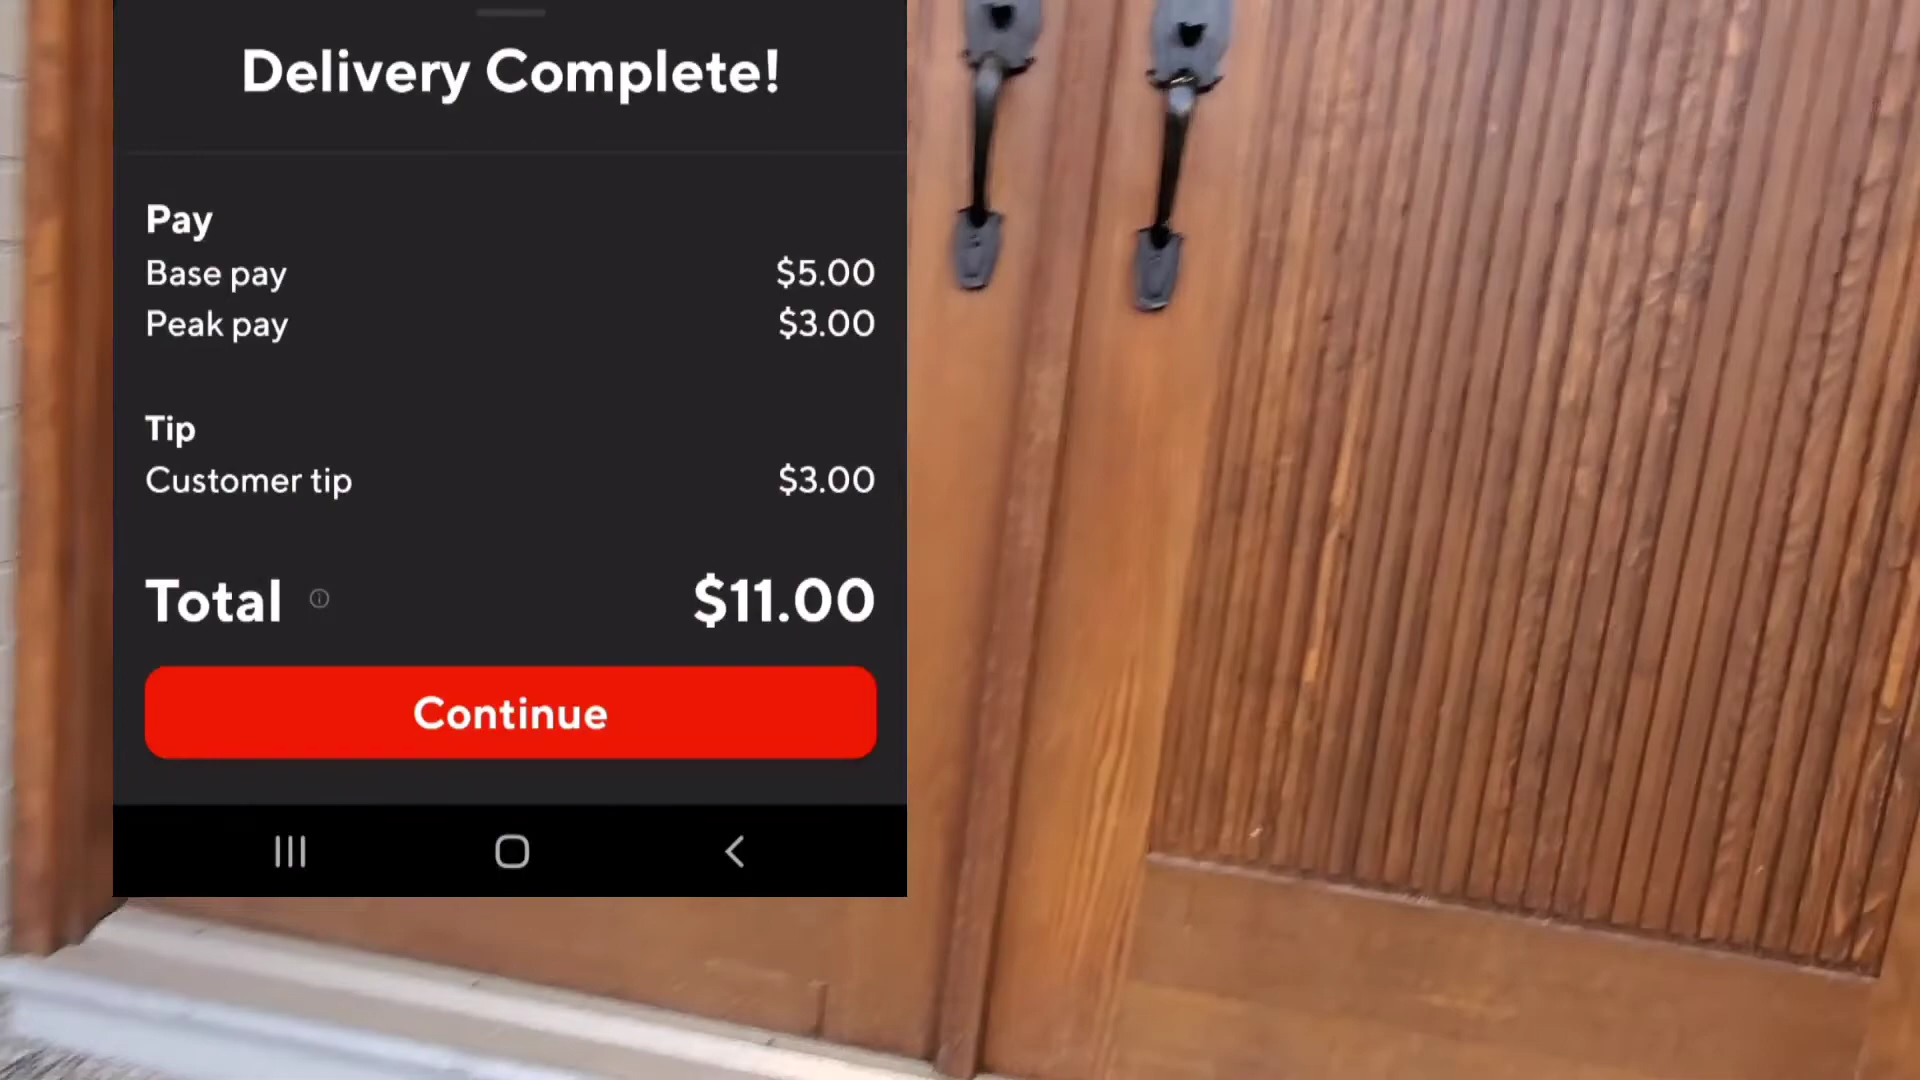 Delivery Complete!
Pay
Base pay $5.00
Peak pay $3.00
Tip
Customer tip $3.00
Total $11.00
Continue